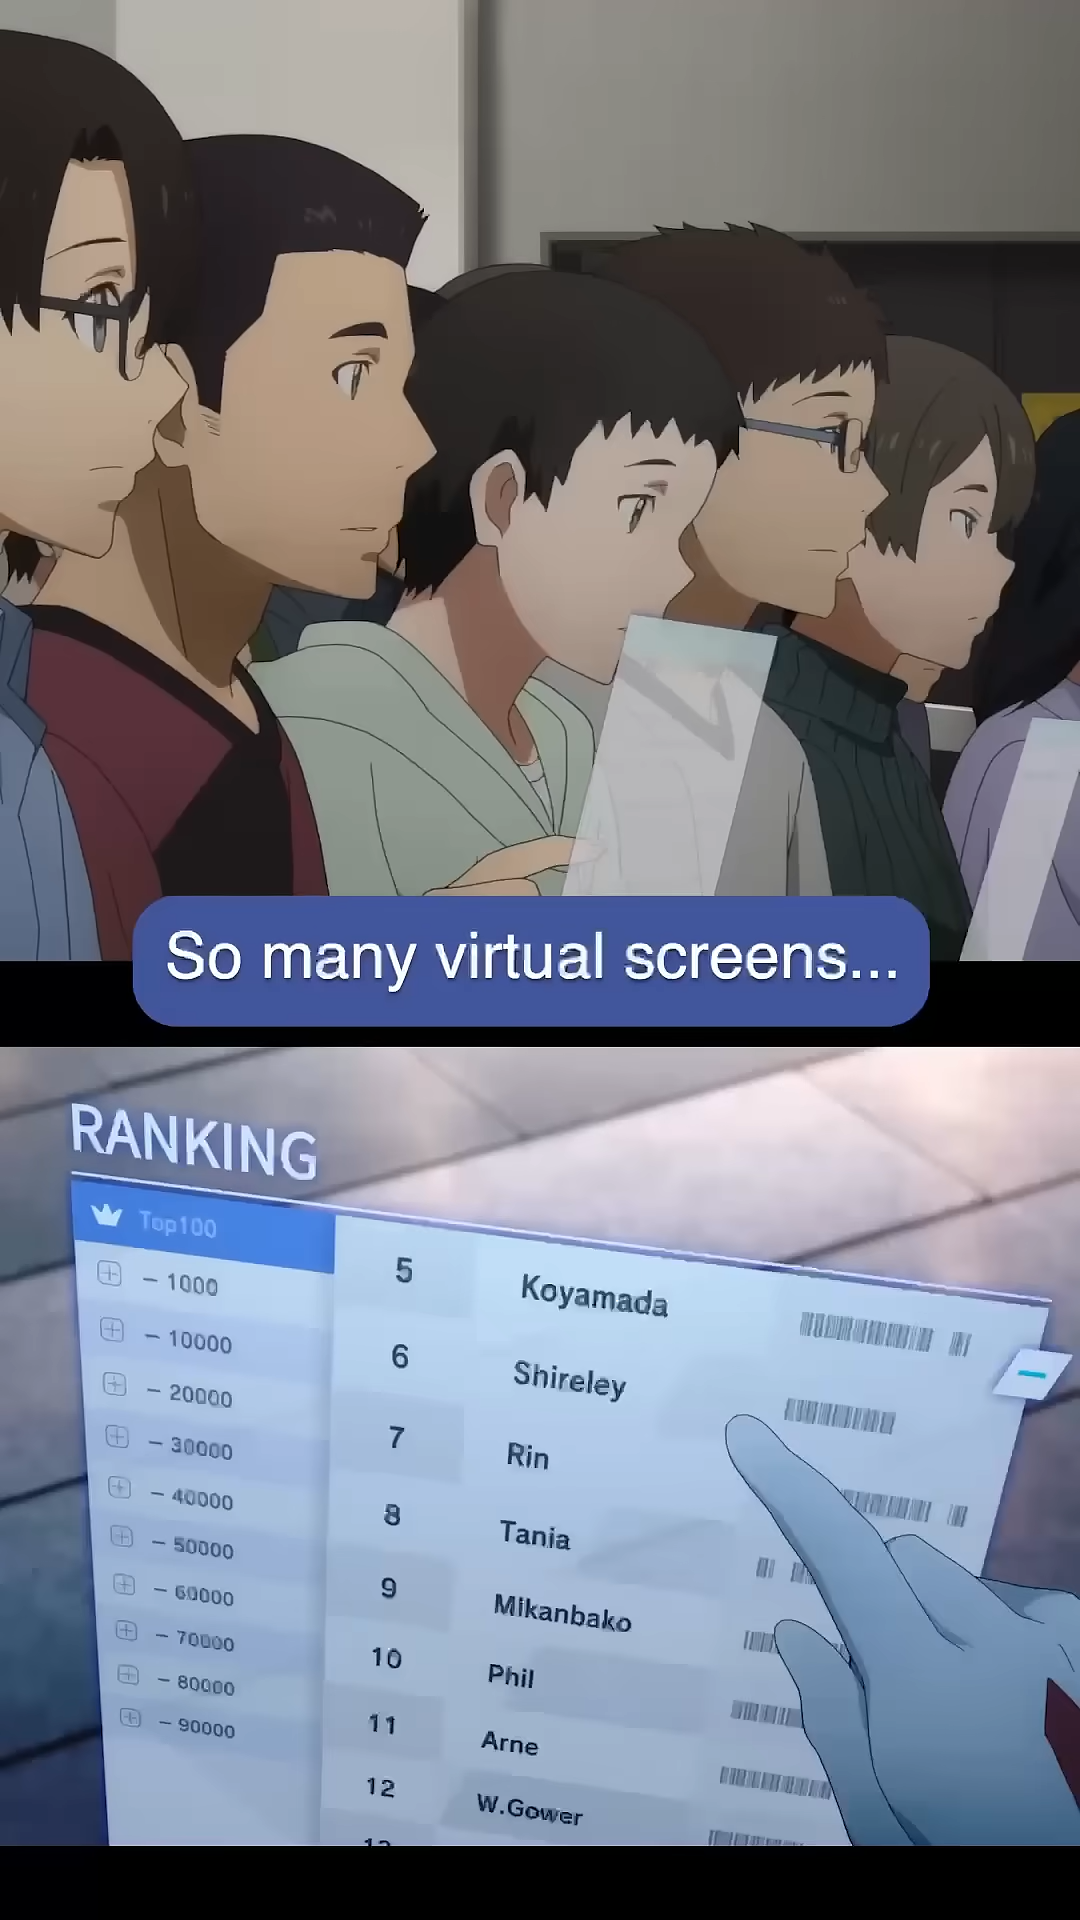 So many virtual screens...
RANKING
Top100
– 1000
– 10000
– 20000
– 30000
– 40000
– 50000
– 60000
– 70000
– 80000
– 90000
5 Koyamada
6 Shireley
7 Rin
8 Tania
9 Mikanbako
10 Phil
11 Arne
12 W.Gower